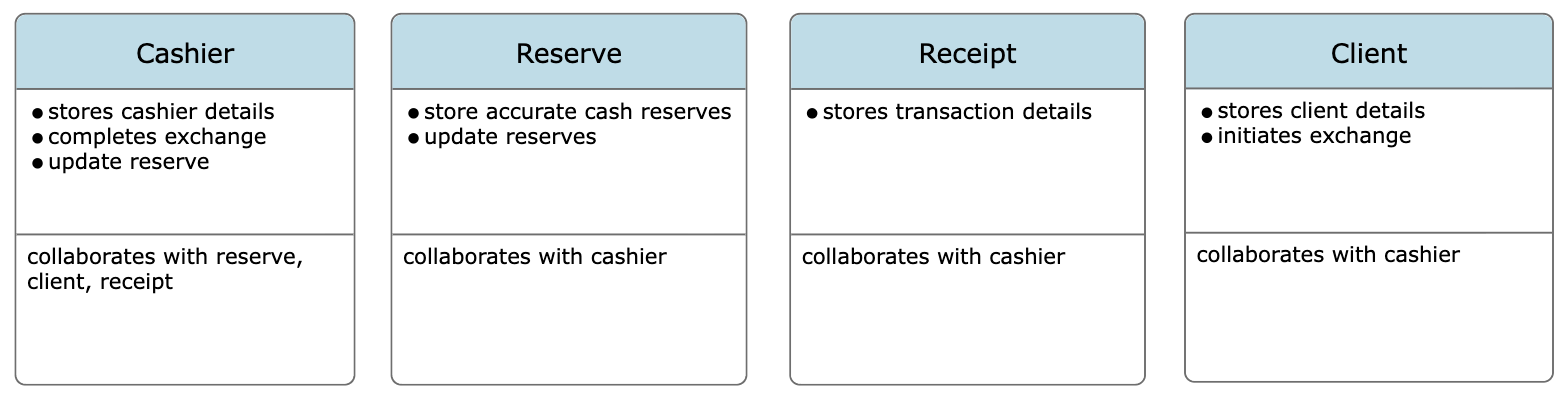 Cashier
• stores cashier details
• completes exchange
• update reserve
collaborates with reserve,
client, receipt
Reserve
• store accurate cash reserves
• update reserves
collaborates with cashier
Receipt
• stores transaction details
collaborates with cashier
Client
• stores client details
• initiates exchange
collaborates with cashier